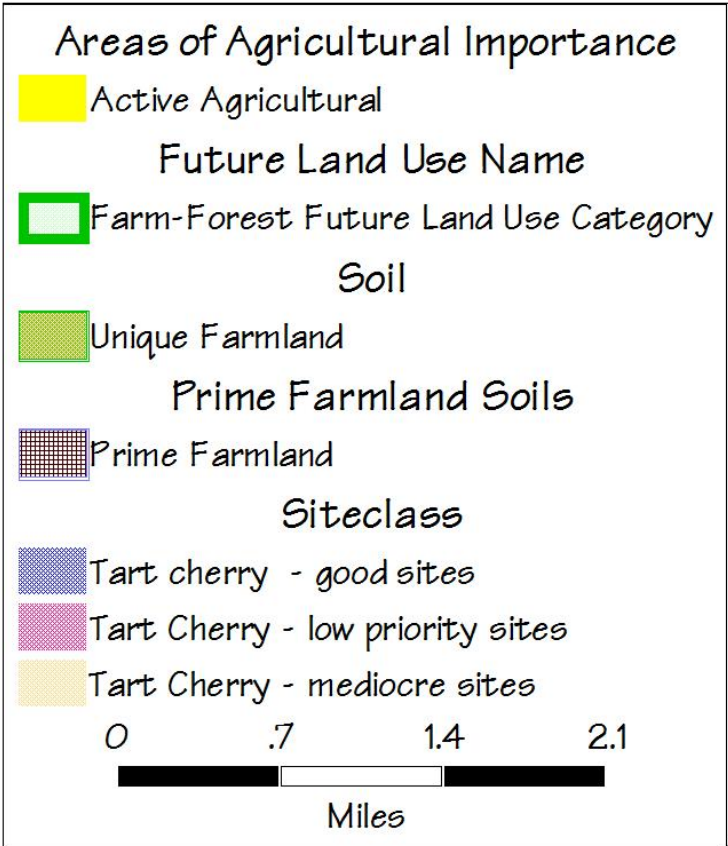 Areas of Agricultural Importance
Active Agricultural
Future Land Use Name
Farm-Forest Future Land Use Category
Soil
Unique Farmland
Prime Farmland Soils
Prime Farmland
Siteclass
Tart cherry - good sites
Tart Cherry - low priority sites
Tart Cherry - mediocre sites
0 .7 1.4 2.1
Miles